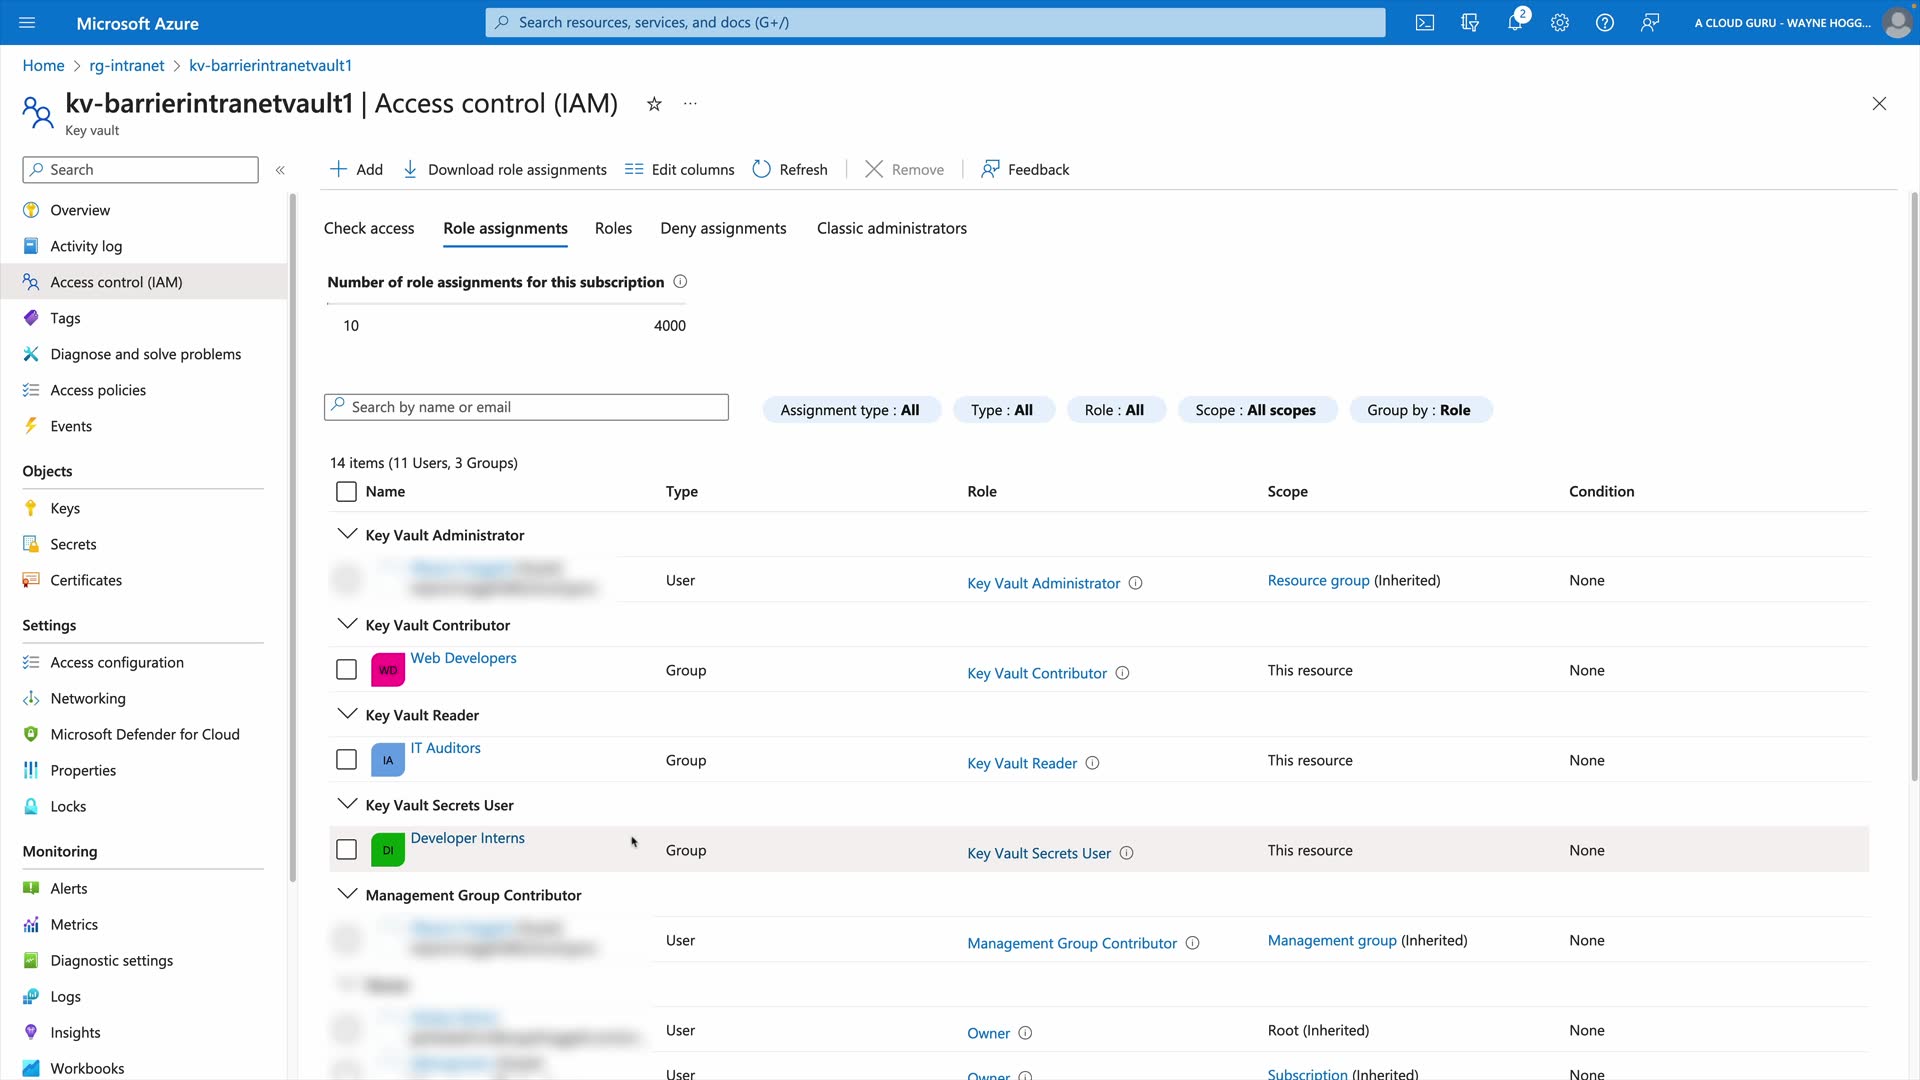 Microsoft Azure
Search resources, services, and docs (G+/)
2
A CLOUD GURU - WAYNE HOGG...
Home > rg-intranet > kv-barrierintranetvault1
kv-barrierintranetvault1 | Access control (IAM)
Key vault
Search
Add
Download role assignments
Edit columns
Refresh
Remove
Feedback
Overview
Activity log
Access control (IAM)
Tags
Diagnose and solve problems
Access policies
Events
Objects
Keys
Secrets
Certificates
Settings
Access configuration
Networking
Microsoft Defender for Cloud
Properties
Locks
Monitoring
Alerts
Metrics
Diagnostic settings
Logs
Insights
Workbooks
Check access
Role assignments
Roles
Deny assignments
Classic administrators
Number of role assignments for this subscription
10 4000
Search by name or email
Assignment type : All
Type : All
Role : All
Scope : All scopes
Group by : Role
14 items (11 Users, 3 Groups)
Name Type Role Scope Condition
Key Vault Administrator
User Key Vault Administrator Resource group (Inherited) None
Key Vault Contributor
WD Web Developers Group Key Vault Contributor This resource None
Key Vault Reader
IA IT Auditors Group Key Vault Reader This resource None
Key Vault Secrets User
DI Developer Interns Group Key Vault Secrets User This resource None
Management Group Contributor
User Management Group Contributor Management group (Inherited) None
User Owner Root (Inherited) None
User Owner Subscription (Inherited) None